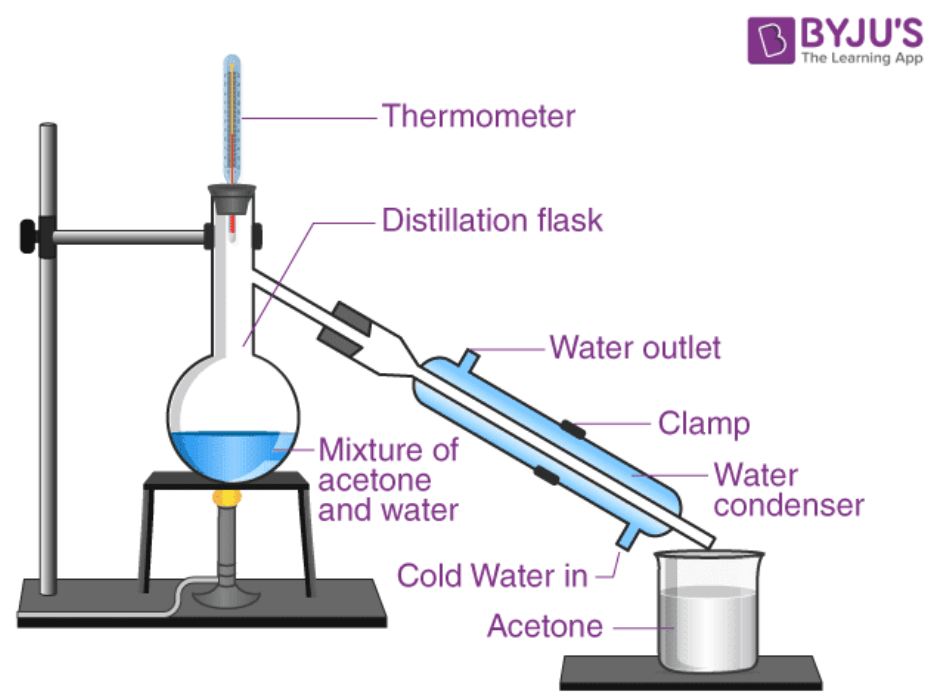 BYJU'S
The Learning App
Thermometer
Distillation flask
Water outlet
Clamp
Mixture of
acetone
and water
Water
condenser
Cold Water in
Acetone